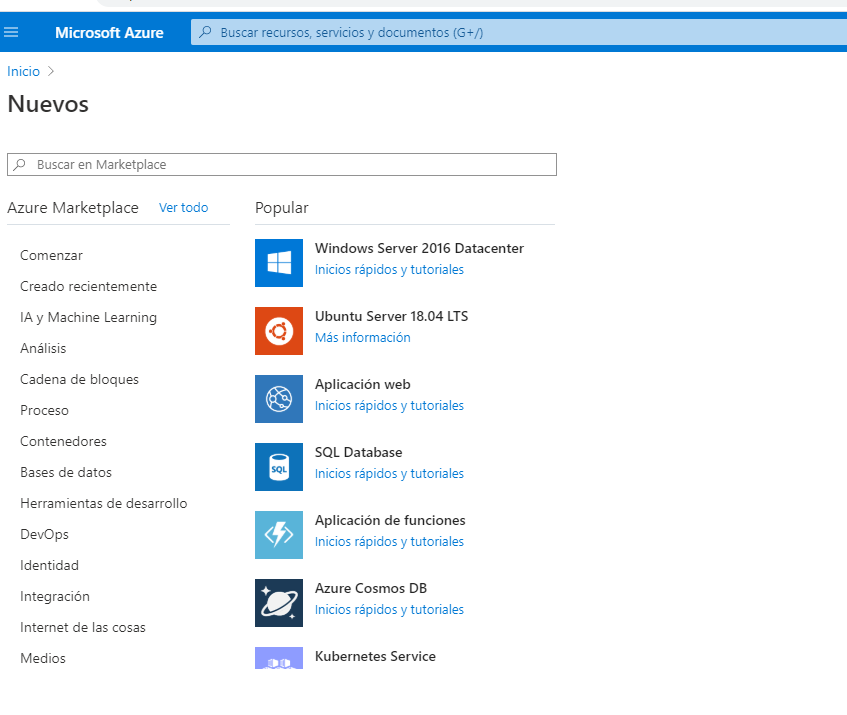 Microsoft Azure
Buscar recursos, servicios y documentos (G+/)
Inicio
Nuevos
Buscar en Marketplace
Azure Marketplace
Ver todo
Comenzar
Creado recientemente
IA y Machine Learning
Análisis
Cadena de bloques
Proceso
Contenedores
Bases de datos
Herramientas de desarrollo
DevOps
Identidad
Integración
Internet de las cosas
Medios
Popular
Windows Server 2016 Datacenter
Inicios rápidos y tutoriales
Ubuntu Server 18.04 LTS
Más información
Aplicación web
Inicios rápidos y tutoriales
SQL
SQL Database
Inicios rápidos y tutoriales
Aplicación de funciones
Inicios rápidos y tutoriales
Azure Cosmos DB
Inicios rápidos y tutoriales
Kubernetes Service